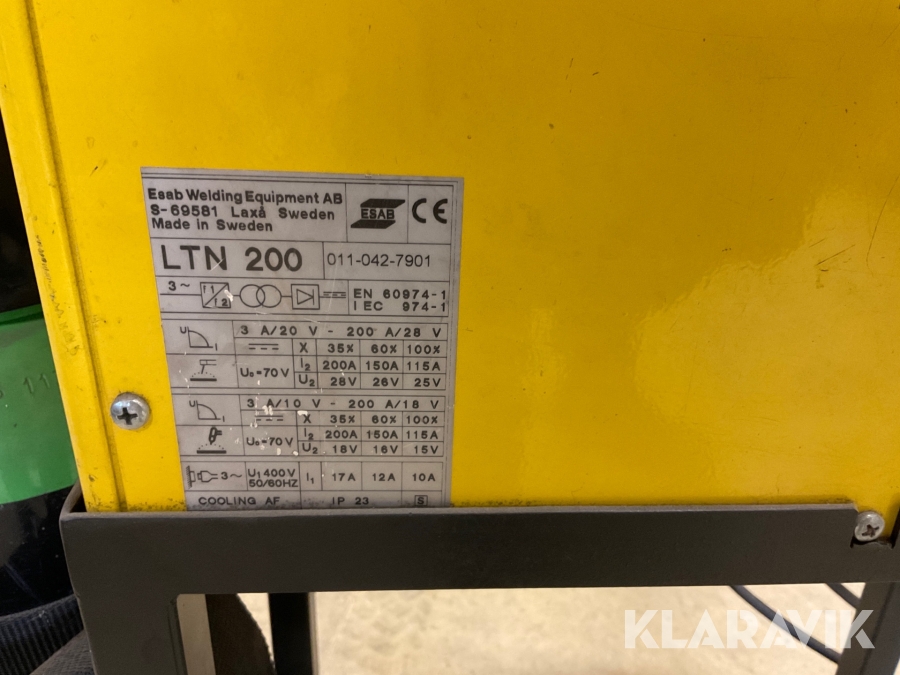 Esab Welding Equipment AB
S-69581 Laxå Sweden
Made in Sweden
ESAB
CE
LTN 200
011-042-7901
3~
EN 60974-1
IEC 974-1
U I
3 A/20 V - 200 A/28 V
X 35% 60% 100%
U₀=70V
I₂ 200A 150A 115A
U₂ 28V 26V 25V
U I
3 A/10 V - 200 A/18 V
X 35% 60% 100%
U₀=70V
I₂ 200A 150A 115A
U₂ 18V 16V 15V
3~
U₁ 400V
50/60HZ
I₁ 17A 12A 10A
COOLING AF IP 23 S
KLARAVIK